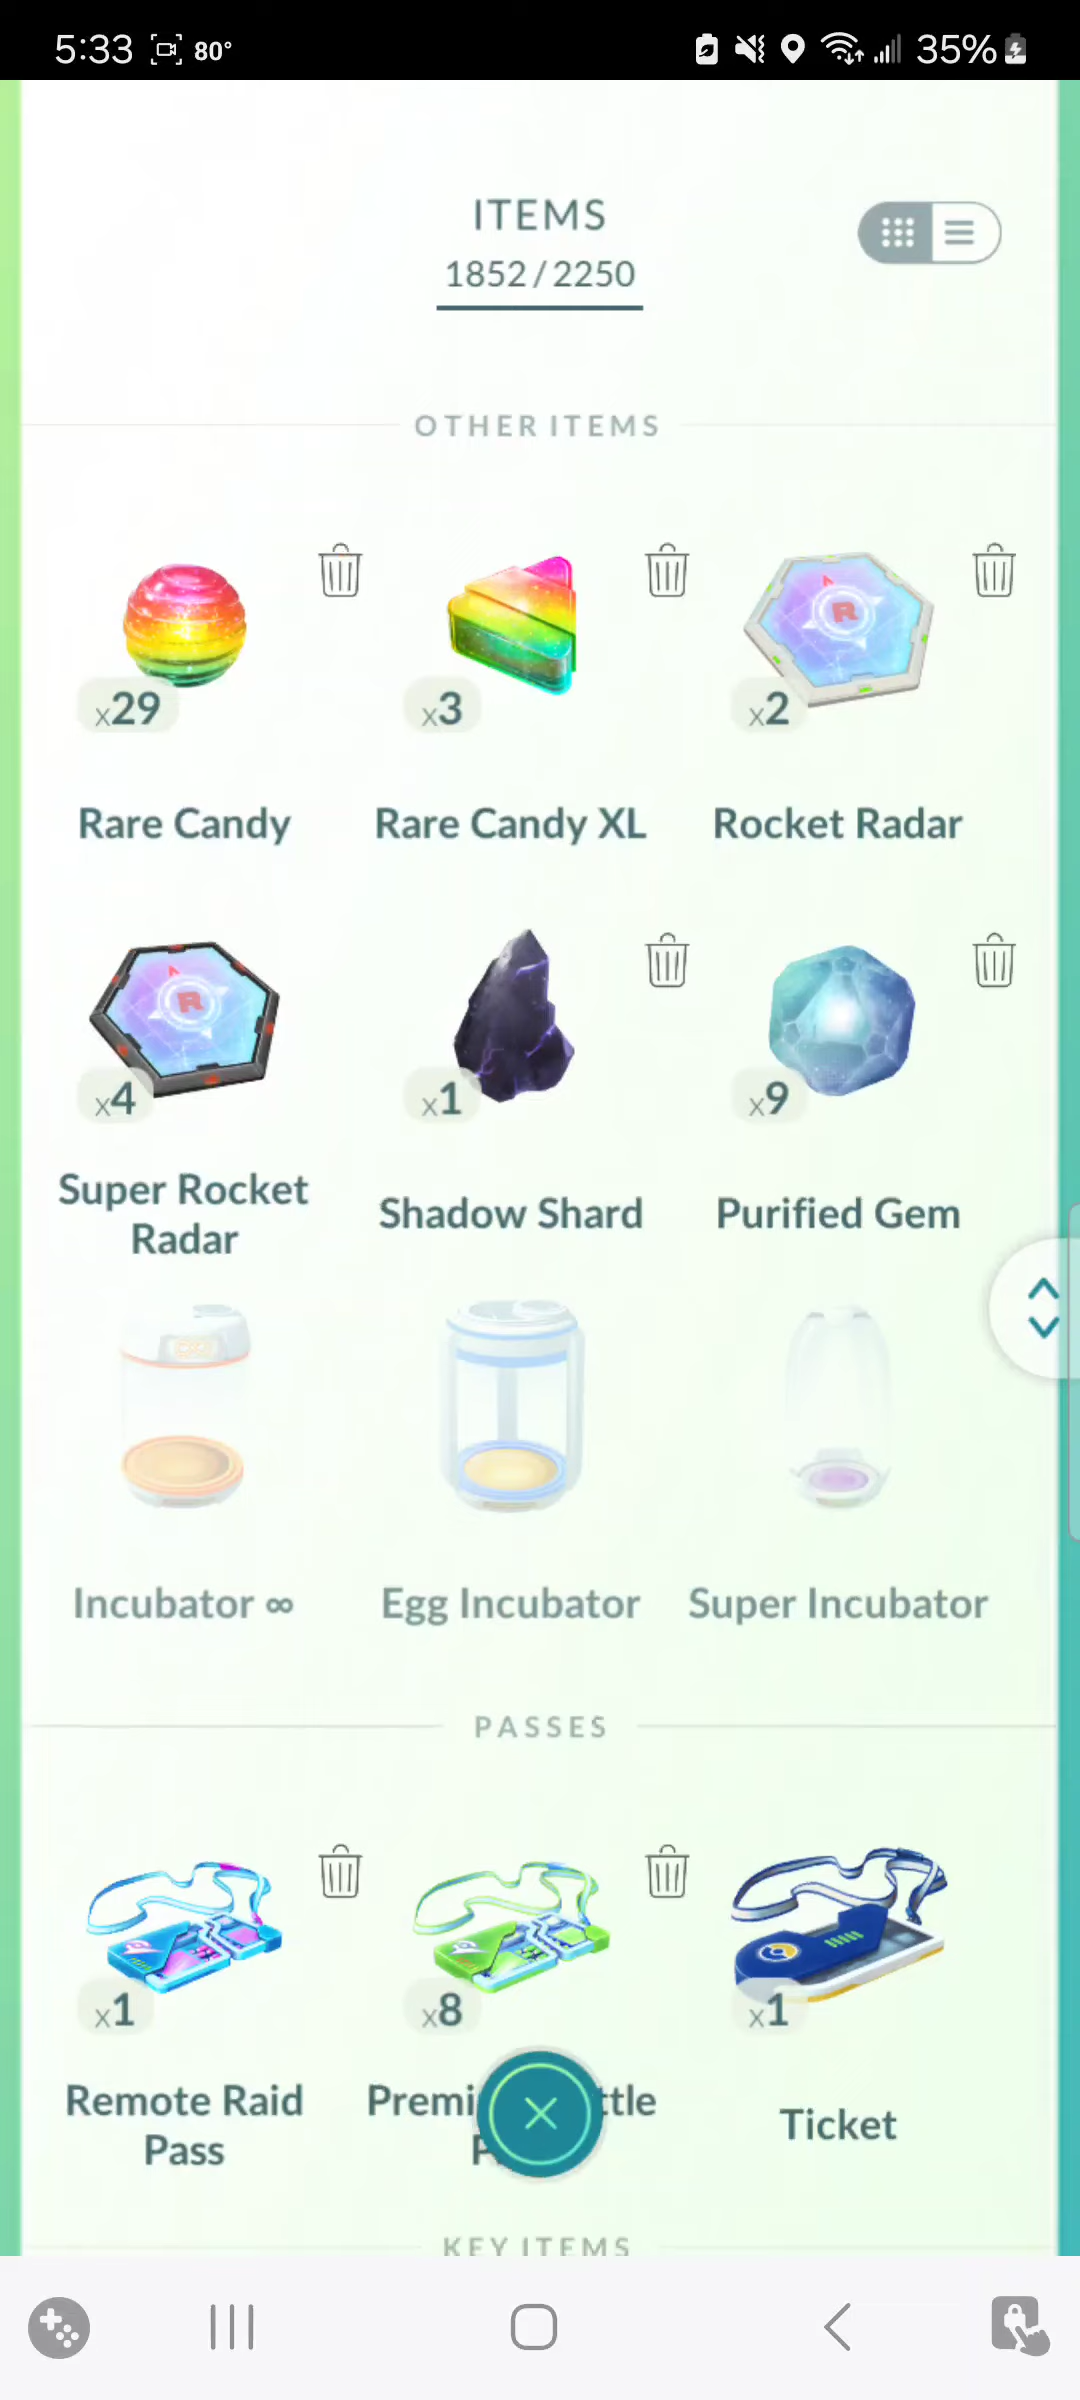 5:33 80° 35%
ITEMS
1852/2250
OTHER ITEMS
x29 x3 x2
Rare Candy Rare Candy XL Rocket Radar
x4 x1 x9
Super Rocket
Radar Shadow Shard Purified Gem
Incubator ∞ Egg Incubator Super Incubator
PASSES
x1 x8 x1
Remote Raid
Pass
Ticket
KEY ITEMS